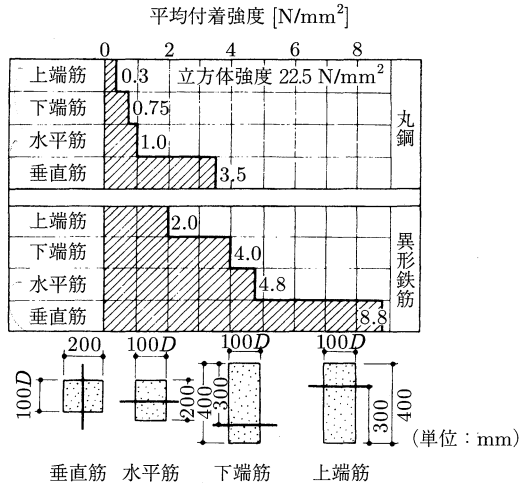 平均付着強度 [N/mm²]
0 2 4 6 8
上端筋 0.3 立方体強度 22.5 N/mm²
下端筋 0.75
水平筋 1.0
垂直筋 3.5
丸鋼
上端筋 2.0
下端筋 4.0
水平筋 4.8
垂直筋 8.8
異形鉄筋
200 100D 100D 100D
100D 200 400 300 300 400
(単位：mm)
垂直筋 水平筋 下端筋 上端筋